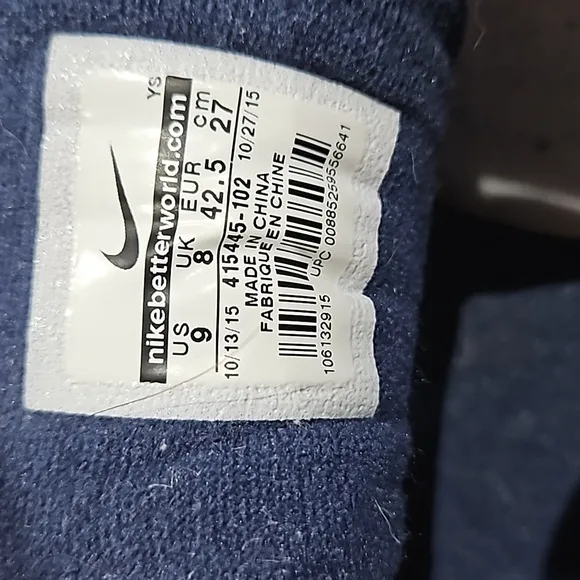 YS
nikebetterworld.com
US UK EUR cm
9 8 42.5 27
10/13/15 415445-102 10/27/15
MADE IN CHINA
FABRIQUE EN CHINE
106132915 UPC 00885259556641